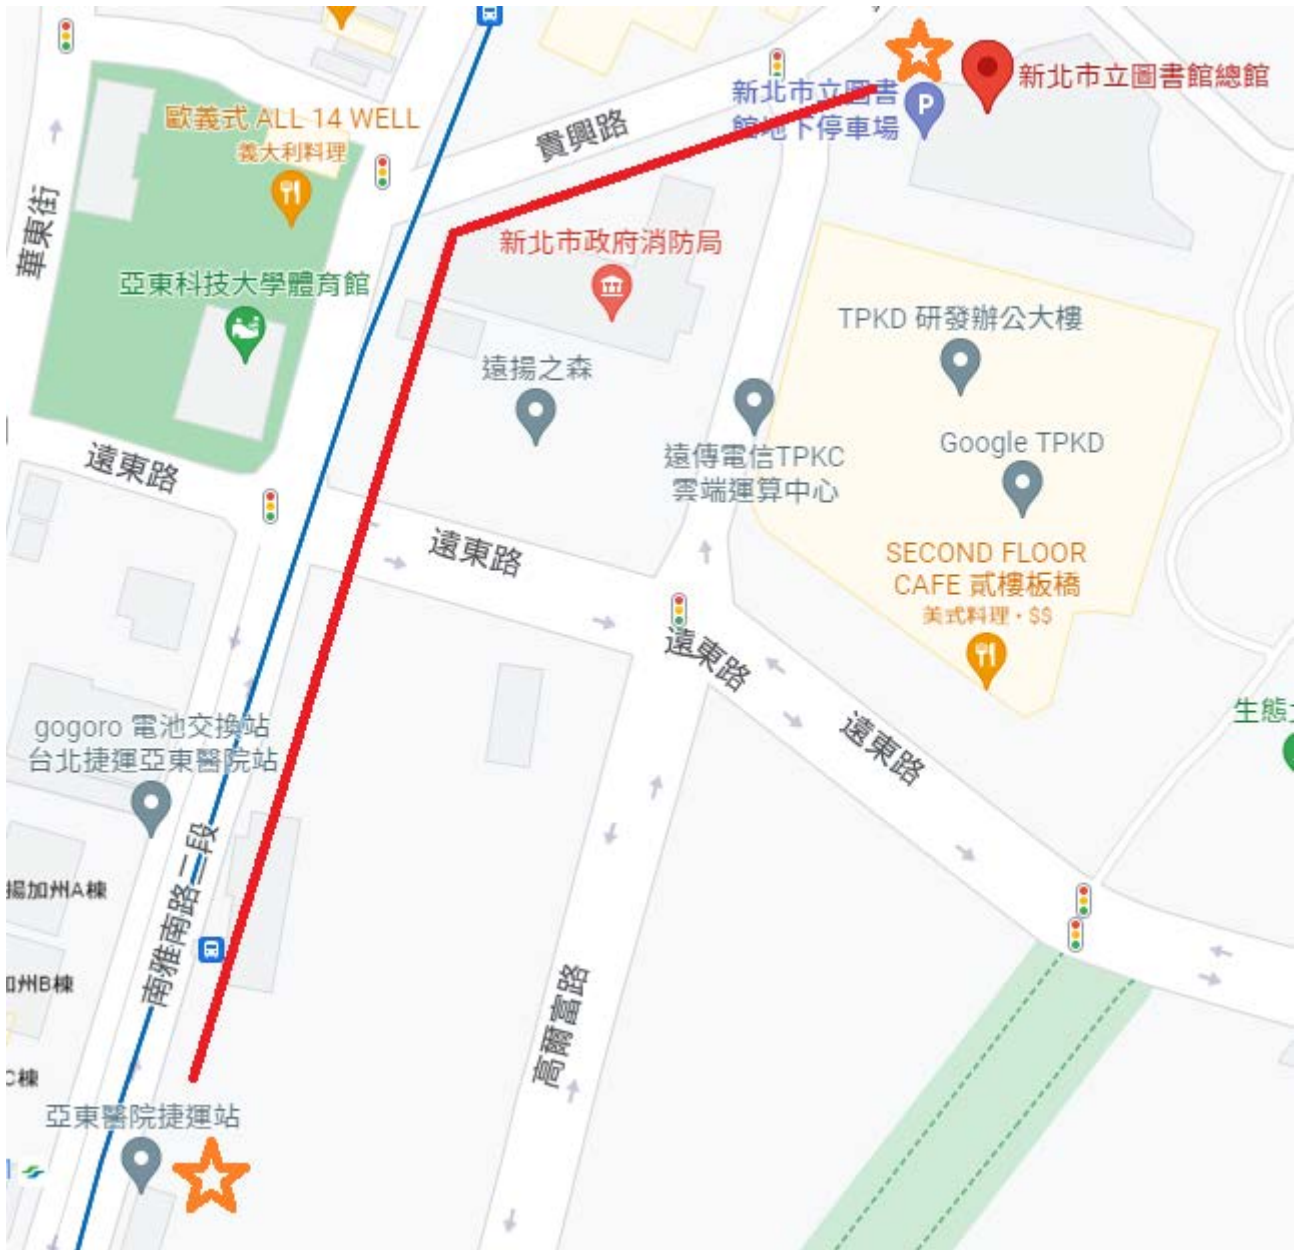 新北市立圖書館總館
新北市立圖書
館地下停車場
P
歐義式 ALL 14 WELL
義大利料理
貴興路
華東街
新北市政府消防局
亞東科技大學體育館
TPKD 研發辦公大樓
遠揚之森
遠東路
遠傳電信TPKC
雲端運算中心
Google TPKD
遠東路
SECOND FLOOR
CAFE 貳樓板橋
美式料理・$$
遠東路
遠東路
生態
gogoro 電池交換站
台北捷運亞東醫院站
南雅南路二段
揚加州A棟
加州B棟
C棟
高爾富路
亞東醫院捷運站